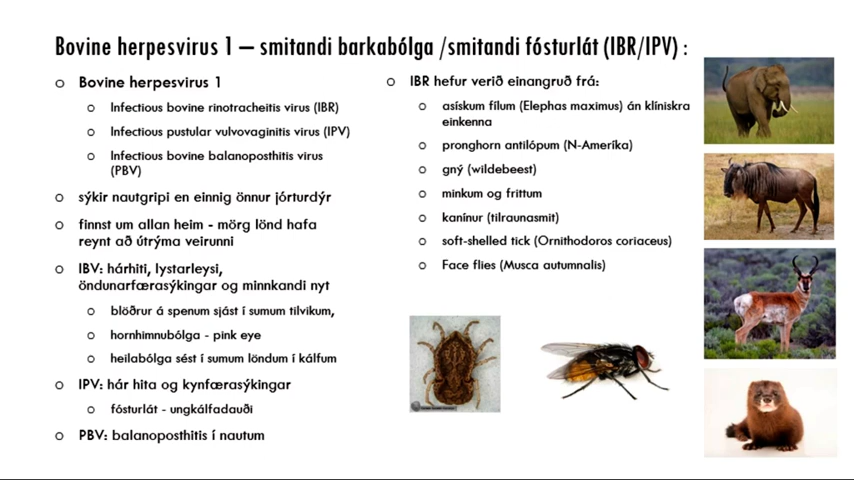 Bovine herpesvirus 1 – smitandi barkabólga /smitandi fósturlát (IBR/IPV) :
o Bovine herpesvirus 1
o Infectious bovine rinotracheitis virus (IBR)
o Infectious pustular vulvovaginitis virus (IPV)
o Infectious bovine balanoposthitis virus
(PBV)
o sýkir nautgripi en einnig önnur jórturdýr
o finnst um allan heim - mörg lönd hafa
reynt að útrýma veirunni
o IBV: hárhiti, lystarleysi,
öndunarfærasýkingar og minnkandi nyt
o blöðrur á spenum sjást í sumum tilvikum,
o hornhimnubólga - pink eye
o heilabólga sést í sumum löndum í kálfum
o IPV: hár hita og kynfærasýkingar
o fósturlát - ungkálfadauði
o PBV: balanoposthitis í nautum
o IBR hefur verið einangruð frá:
o asískum fílum (Elephas maximus) án klíniskra
einkenna
o pronghorn antilópum (N-Ameríka)
o gný (wildebeest)
o minkum og frittum
o kanínur (tilraunasmit)
o soft-shelled tick (Ornithodoros coriaceus)
o Face flies (Musca autumnalis)